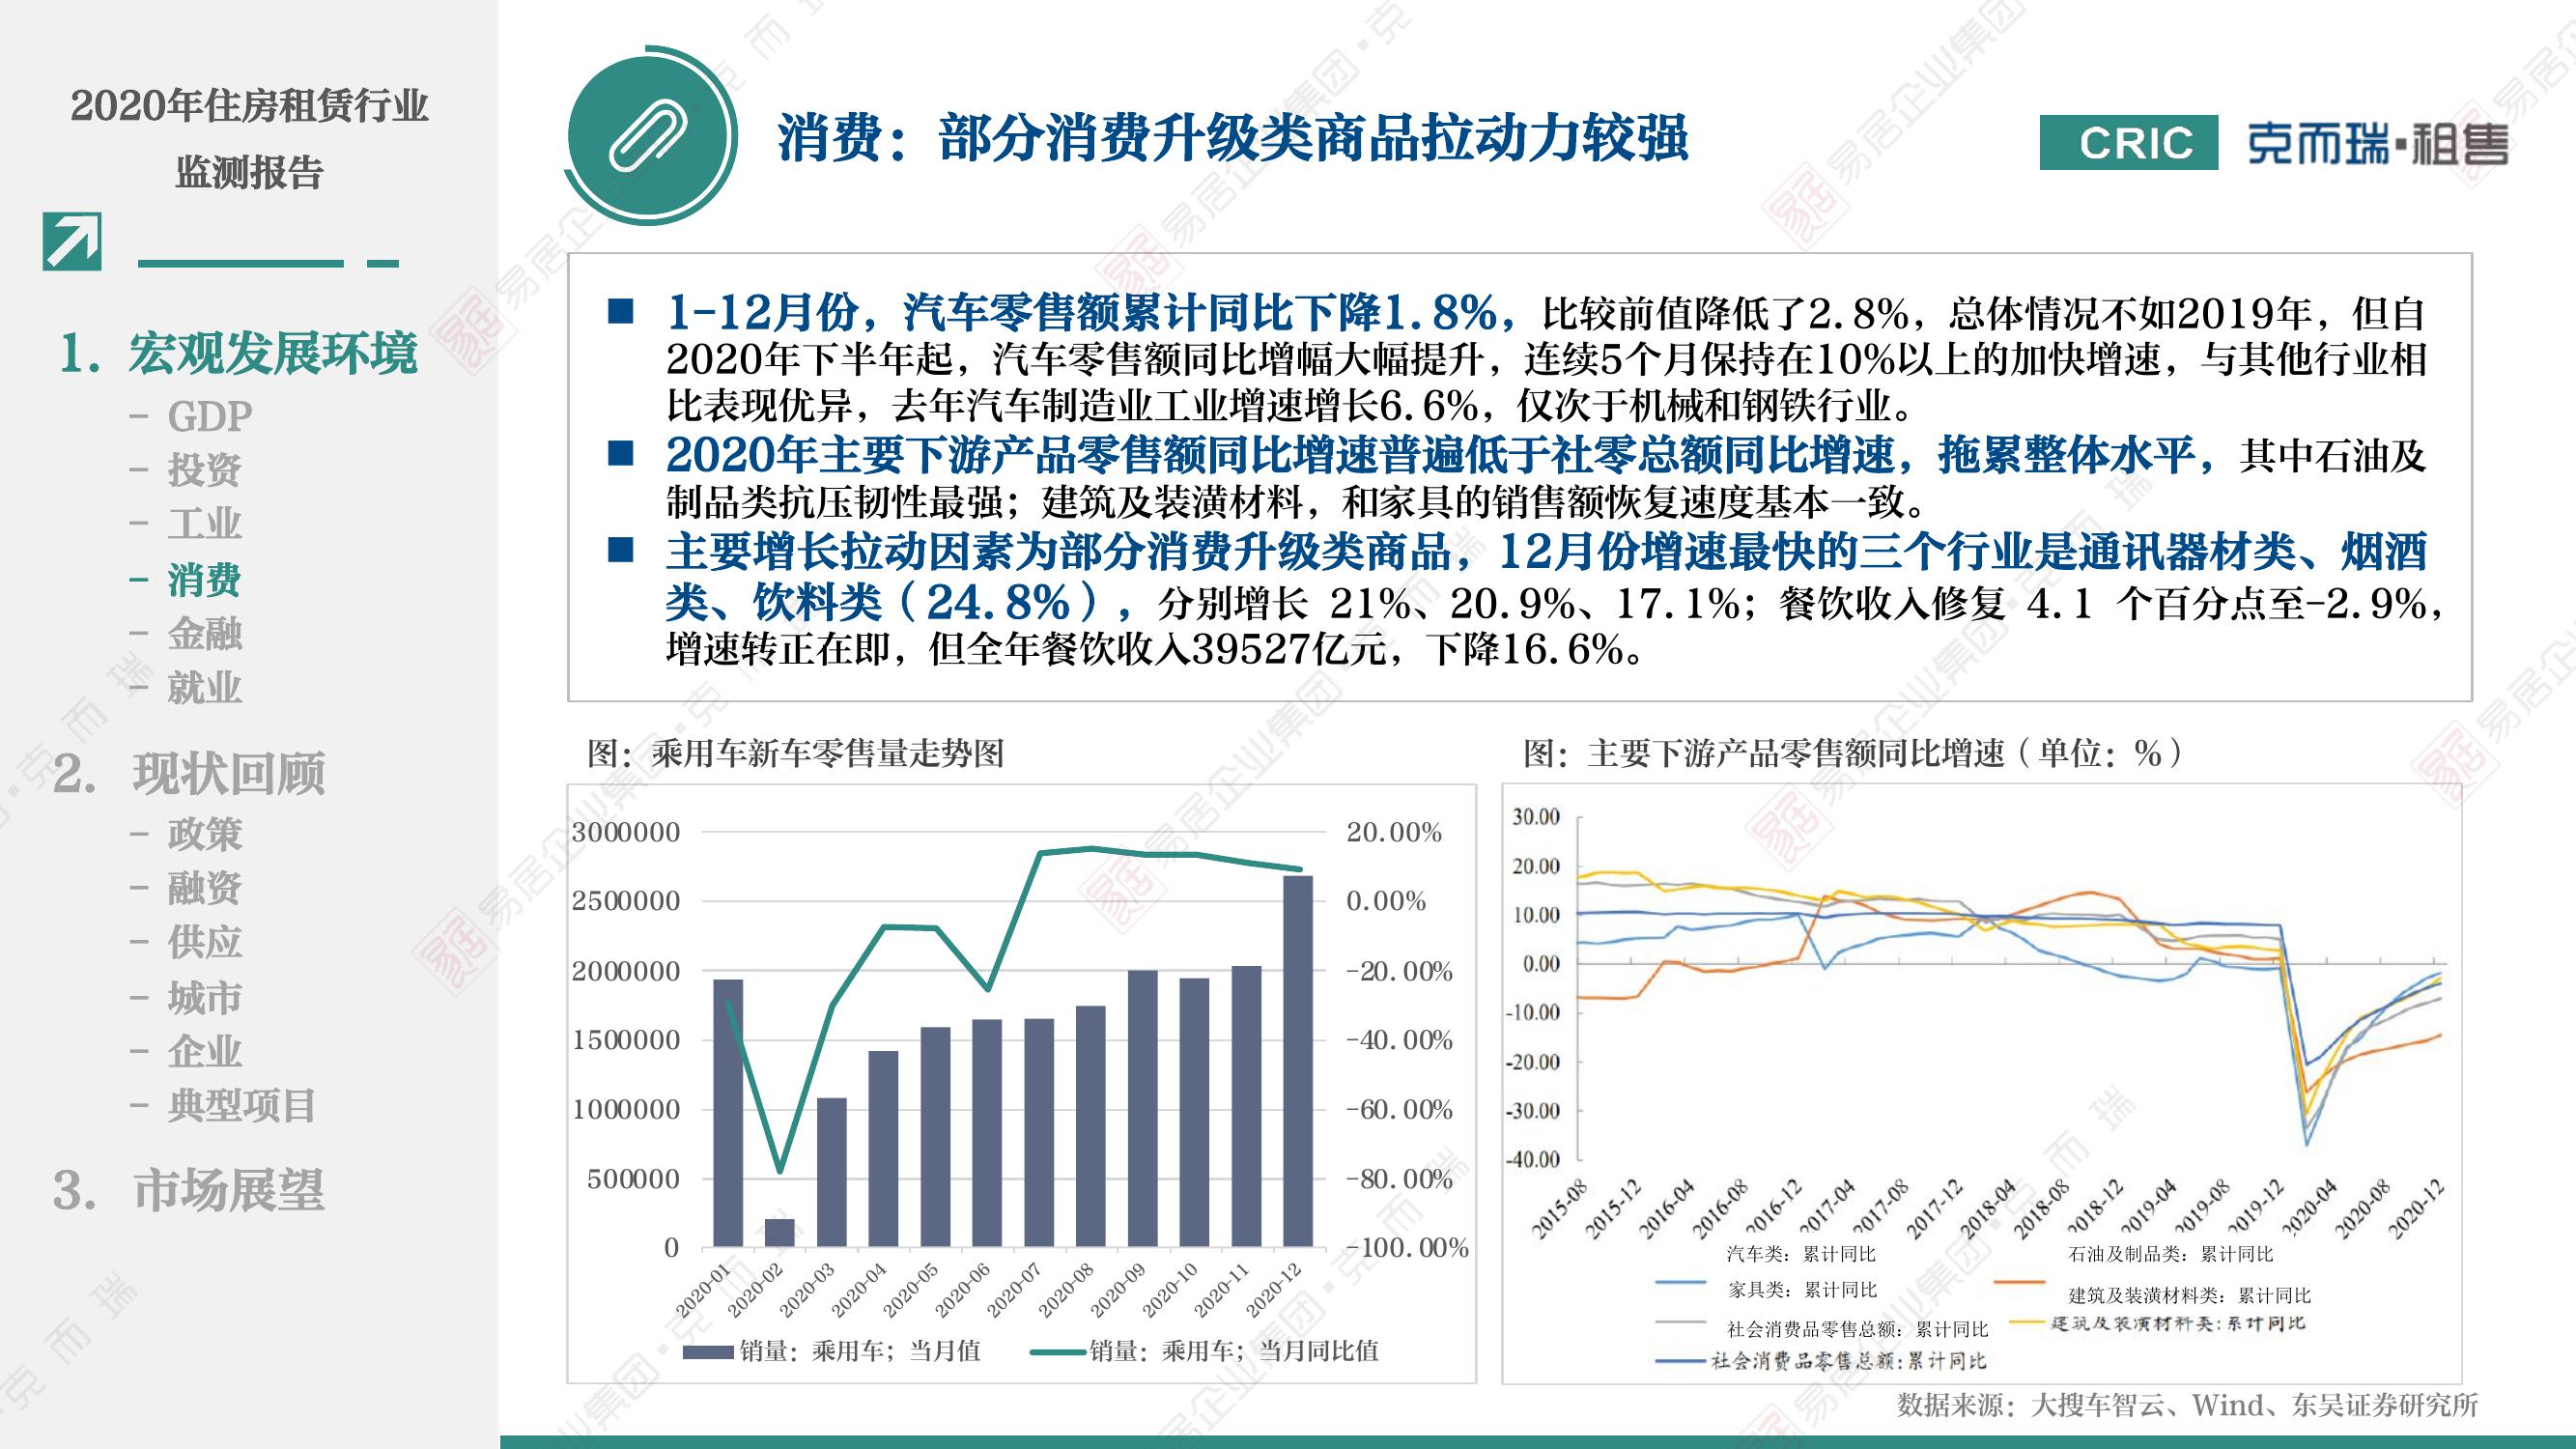 2020年住房租赁行业
监测报告
1. 宏观发展环境
- GDP
- 投资
- 工业
- 消费
- 金融
- 就业
2. 现状回顾
- 政策
- 融资
- 供应
- 城市
- 企业
- 典型项目
3. 市场展望
消费：部分消费升级类商品拉动力较强
CRIC 克而瑞·租售
■ 1-12月份，汽车零售额累计同比下降1.8%，比较前值降低了2.8%，总体情况不如2019年，但自
2020年下半年起，汽车零售额同比增幅大幅提升，连续5个月保持在10%以上的加快增速，与其他行业相
比表现优异，去年汽车制造业工业增速增长6.6%，仅次于机械和钢铁行业。
■ 2020年主要下游产品零售额同比增速普遍低于社零总额同比增速，拖累整体水平，其中石油及
制品类抗压韧性最强；建筑及装潢材料，和家具的销售额恢复速度基本一致。
■ 主要增长拉动因素为部分消费升级类商品，12月份增速最快的三个行业是通讯器材类、烟酒
类、饮料类（24.8%），分别增长 21%、20.9%、17.1%；餐饮收入修复 4.1 个百分点至-2.9%，
增速转正在即，但全年餐饮收入39527亿元，下降16.6%。
图：乘用车新车零售量走势图
3000000
2500000
2000000
1500000
1000000
500000
0
20.00%
0.00%
-20.00%
-40.00%
-60.00%
-80.00%
-100.00%
2020-01 2020-02 2020-03 2020-04 2020-05 2020-06 2020-07 2020-08 2020-09 2020-10 2020-11 2020-12
销量：乘用车；当月值 销量：乘用车；当月同比值
图：主要下游产品零售额同比增速（单位：%）
30.00
20.00
10.00
0.00
-10.00
-20.00
-30.00
-40.00
2015-08 2015-12 2016-04 2016-08 2016-12 2017-04 2017-08 2017-12 2018-04 2018-08 2018-12 2019-04 2019-08 2019-12 2020-04 2020-08 2020-12
汽车类：累计同比 石油及制品类：累计同比
家具类：累计同比 建筑及装潢材料类：累计同比
社会消费品零售总额：累计同比 建筑及装潢材料类:累计同比
社会消费品零售总额:累计同比
数据来源：大搜车智云、Wind、东吴证券研究所
易居企业集团·克而瑞